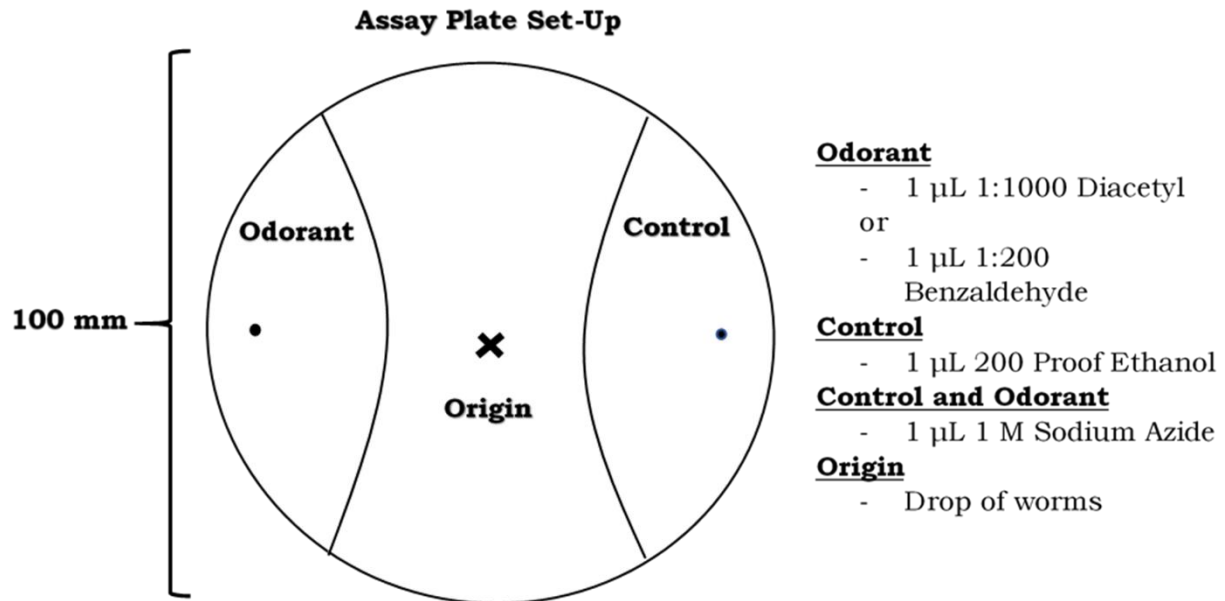 Assay Plate Set-Up
Odorant
Control
100 mm
Origin
Odorant
- 1 µL 1:1000 Diacetyl
or
- 1 µL 1:200
Benzaldehyde
Control
- 1 µL 200 Proof Ethanol
Control and Odorant
- 1 µL 1 M Sodium Azide
Origin
- Drop of worms